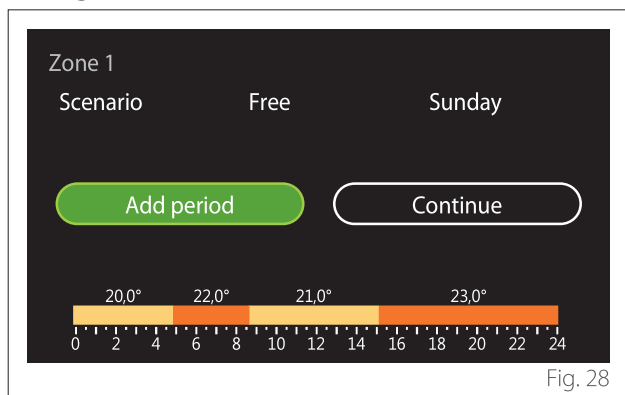 Zone 1
Scenario Free Sunday
Add period Continue
20,0° 22,0° 21,0° 23,0°
0 2 4 6 8 10 12 14 16 18 20 22 24
Fig. 28